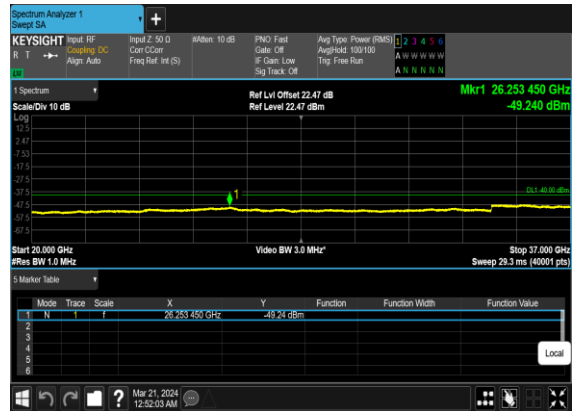 Spectrum Analyzer 1
Swept SA
+
KEYSIGHT
R T
Input: RF
Coupling: DC
Align: Auto
Input Z: 50 Ω
Corr CCorr
Freq Ref: Int (S)
#Atten: 10 dB
PNO: Fast
Gate: Off
IF Gain: Low
Sig Track: Off
Avg Type: Power (RMS)
Avg|Hold: 100/100
Trig: Free Run
1 2 3 4 5 6
A W W W W W
A N N N N N
1 Spectrum
Scale/Div 10 dB
Ref Lvl Offset 22.47 dB
Ref Level 22.47 dBm
Mkr1 26.253 450 GHz
-49.240 dBm
Log
12.5
2.47
-7.53
-17.5
-27.5
-37.5
-47.5
-57.5
-67.5
1
DL1 -40.00 dBm
Start 20.000 GHz
#Res BW 1.0 MHz
Video BW 3.0 MHz*
Stop 37.000 GHz
Sweep 29.3 ms (40001 pts)
5 Marker Table
Mode Trace Scale X Y Function Function Width Function Value
1 N 1 f 26.253 450 GHz -49.24 dBm
2
3
4
5
6
Local
?
Mar 21, 2024
12:52:03 AM